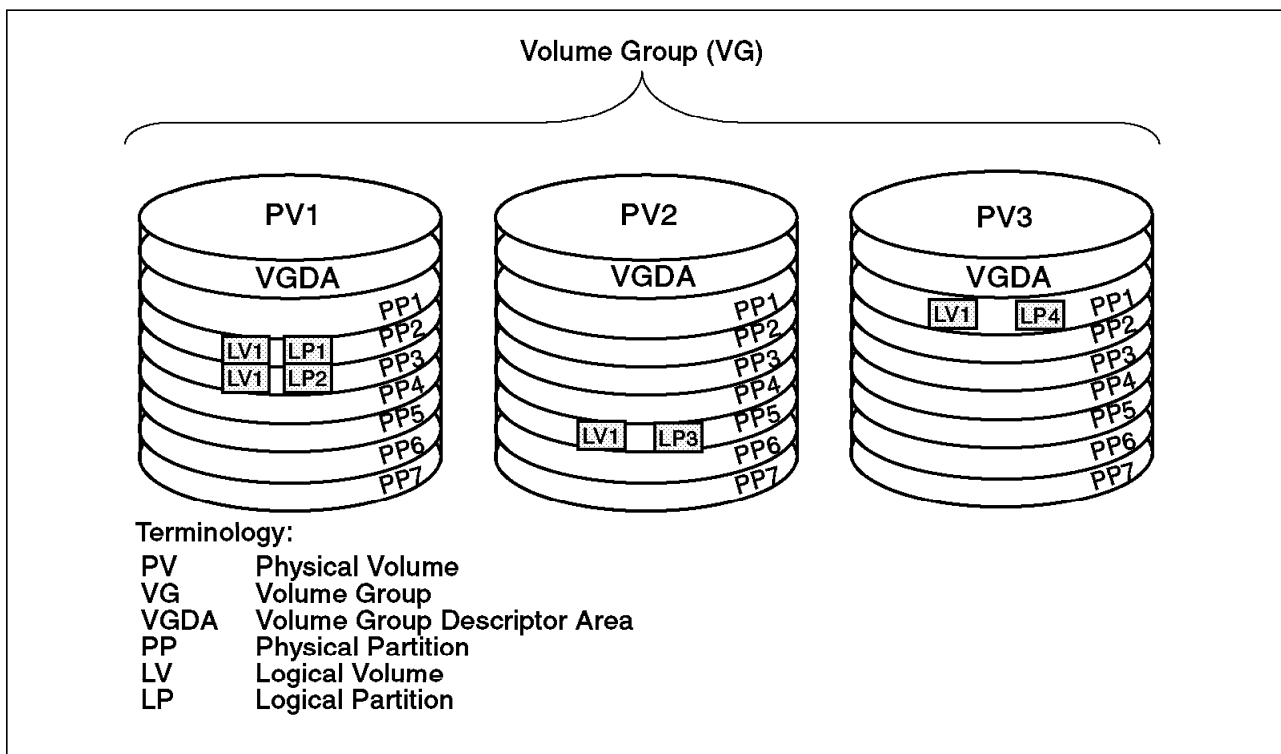 Volume Group (VG)
PV1
VGDA
PP1
PP2
LV1 LP1
PP3
LV1 LP2
PP4
PP5
PP6
PP7
PV2
VGDA
PP1
PP2
PP3
PP4
PP5
LV1 LP3
PP6
PP7
PV3
VGDA
PP1
LV1 LP4
PP2
PP3
PP4
PP5
PP6
PP7
Terminology:
PV Physical Volume
VG Volume Group
VGDA Volume Group Descriptor Area
PP Physical Partition
LV Logical Volume
LP Logical Partition